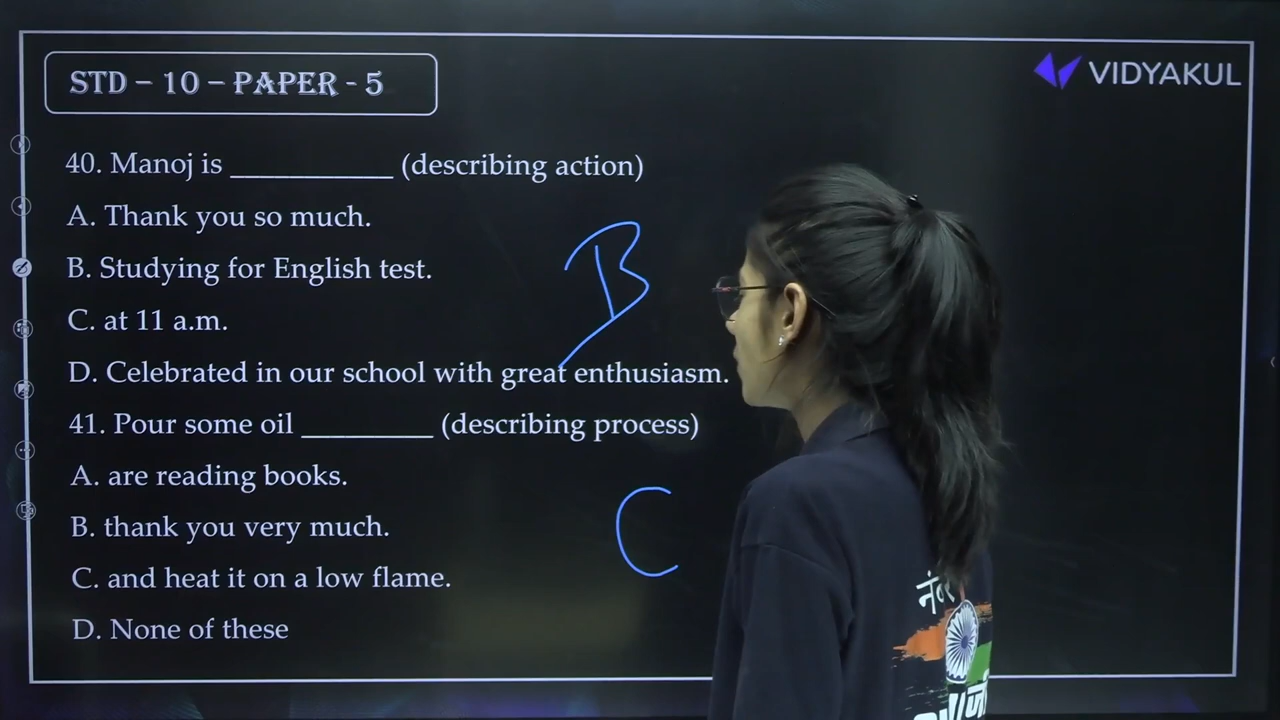 STD – 10 – PAPER - 5
VIDYAKUL
40. Manoj is ____________ (describing action)
A. Thank you so much.
B. Studying for English test.
B
C. at 11 a.m.
D. Celebrated in our school with great enthusiasm.
41. Pour some oil __________ (describing process)
A. are reading books.
B. thank you very much.
C
C. and heat it on a low flame.
D. None of these